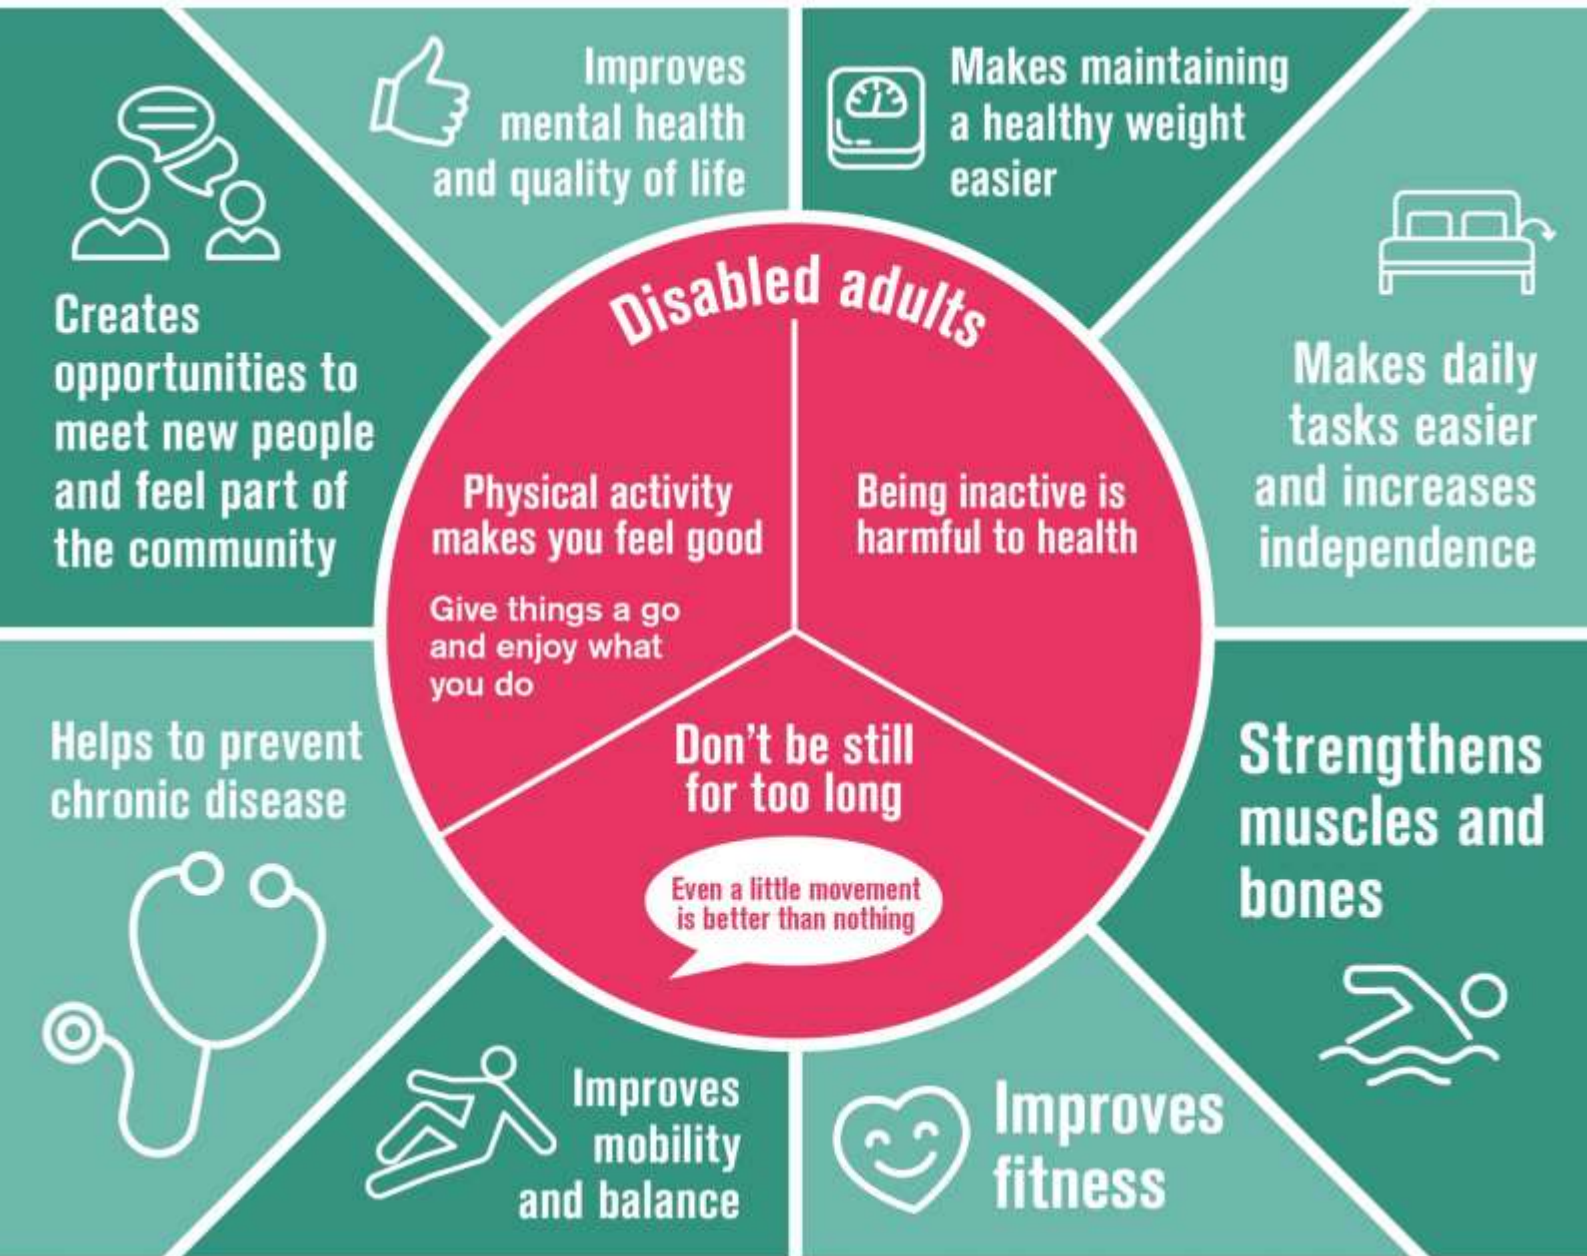 Improves
mental health
and quality of life
Makes maintaining
a healthy weight
easier
Creates
opportunities to
meet new people
and feel part of
the community
Disabled adults
Makes daily
tasks easier
and increases
independence
Physical activity
makes you feel good
Give things a go
and enjoy what
you do
Being inactive is
harmful to health
Don't be still
for too long
Even a little movement
is better than nothing
Helps to prevent
chronic disease
Strengthens
muscles and
bones
Improves
mobility
and balance
Improves
fitness